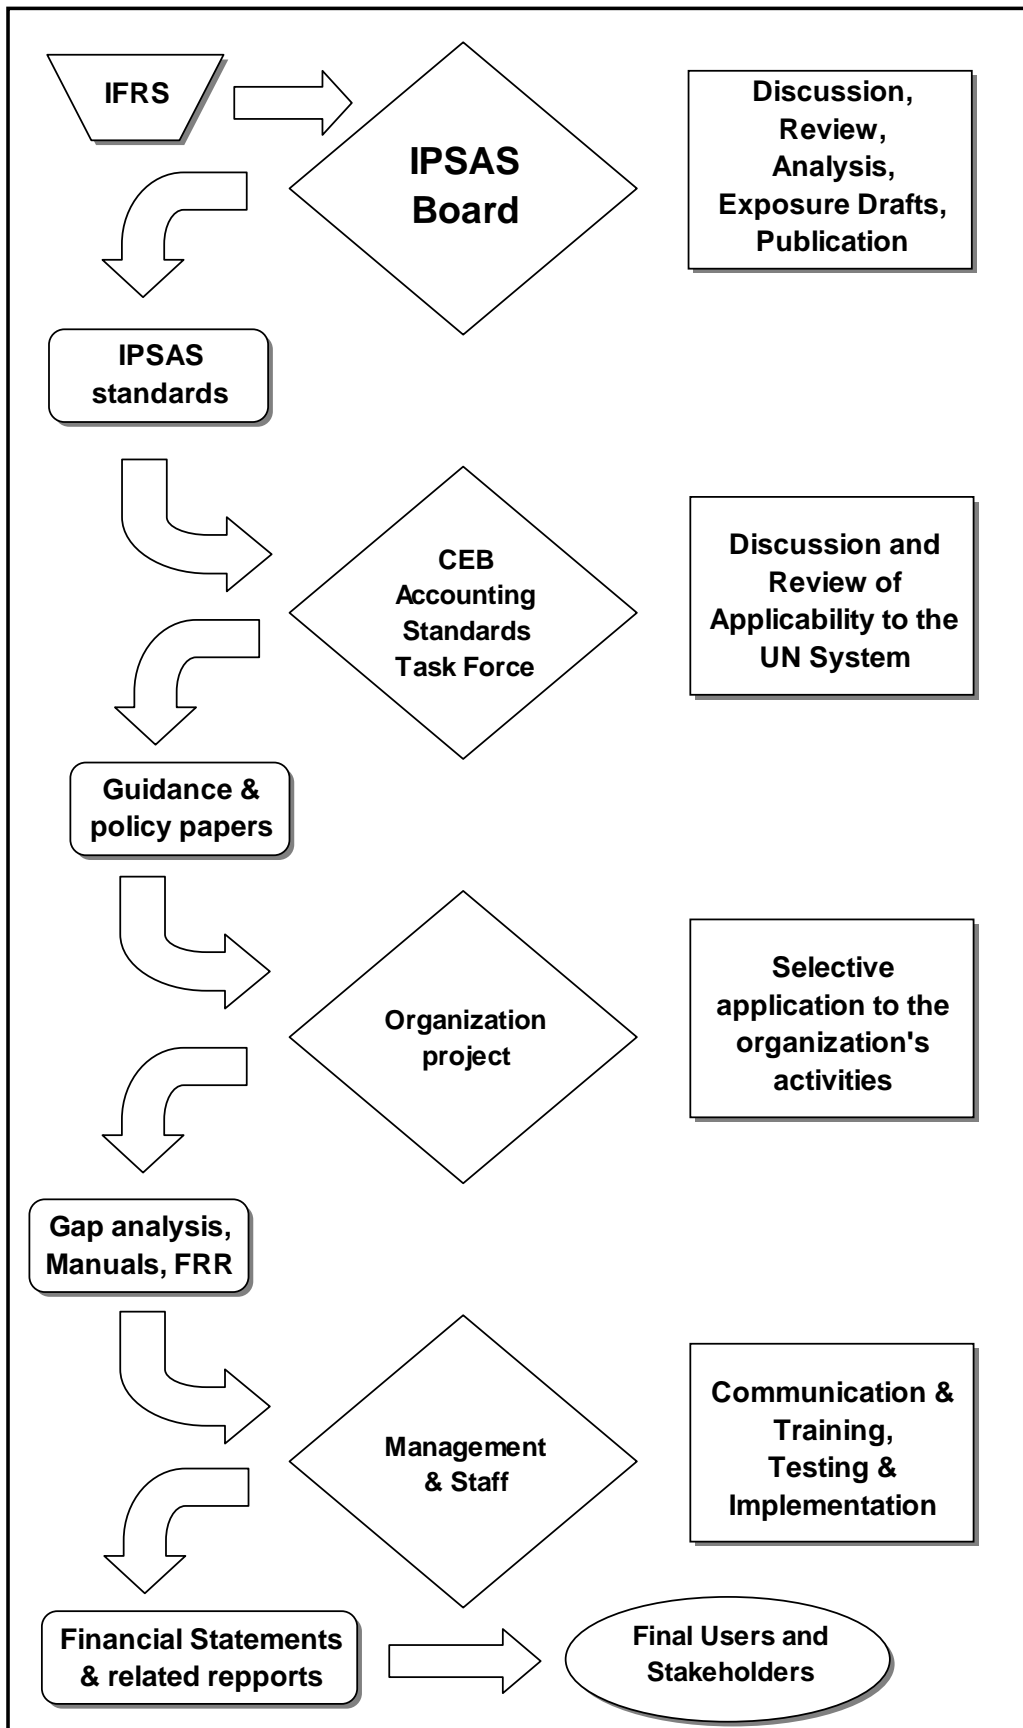 IFRS
IPSAS
Board
Discussion,
Review,
Analysis,
Exposure Drafts,
Publication
IPSAS
standards
CEB
Accounting
Standards
Task Force
Discussion and
Review of
Applicability to the
UN System
Guidance &
policy papers
Organization
project
Selective
application to the
organization's
activities
Gap analysis,
Manuals, FRR
Management
& Staff
Communication &
Training,
Testing &
Implementation
Financial Statements
& related repports
Final Users and
Stakeholders